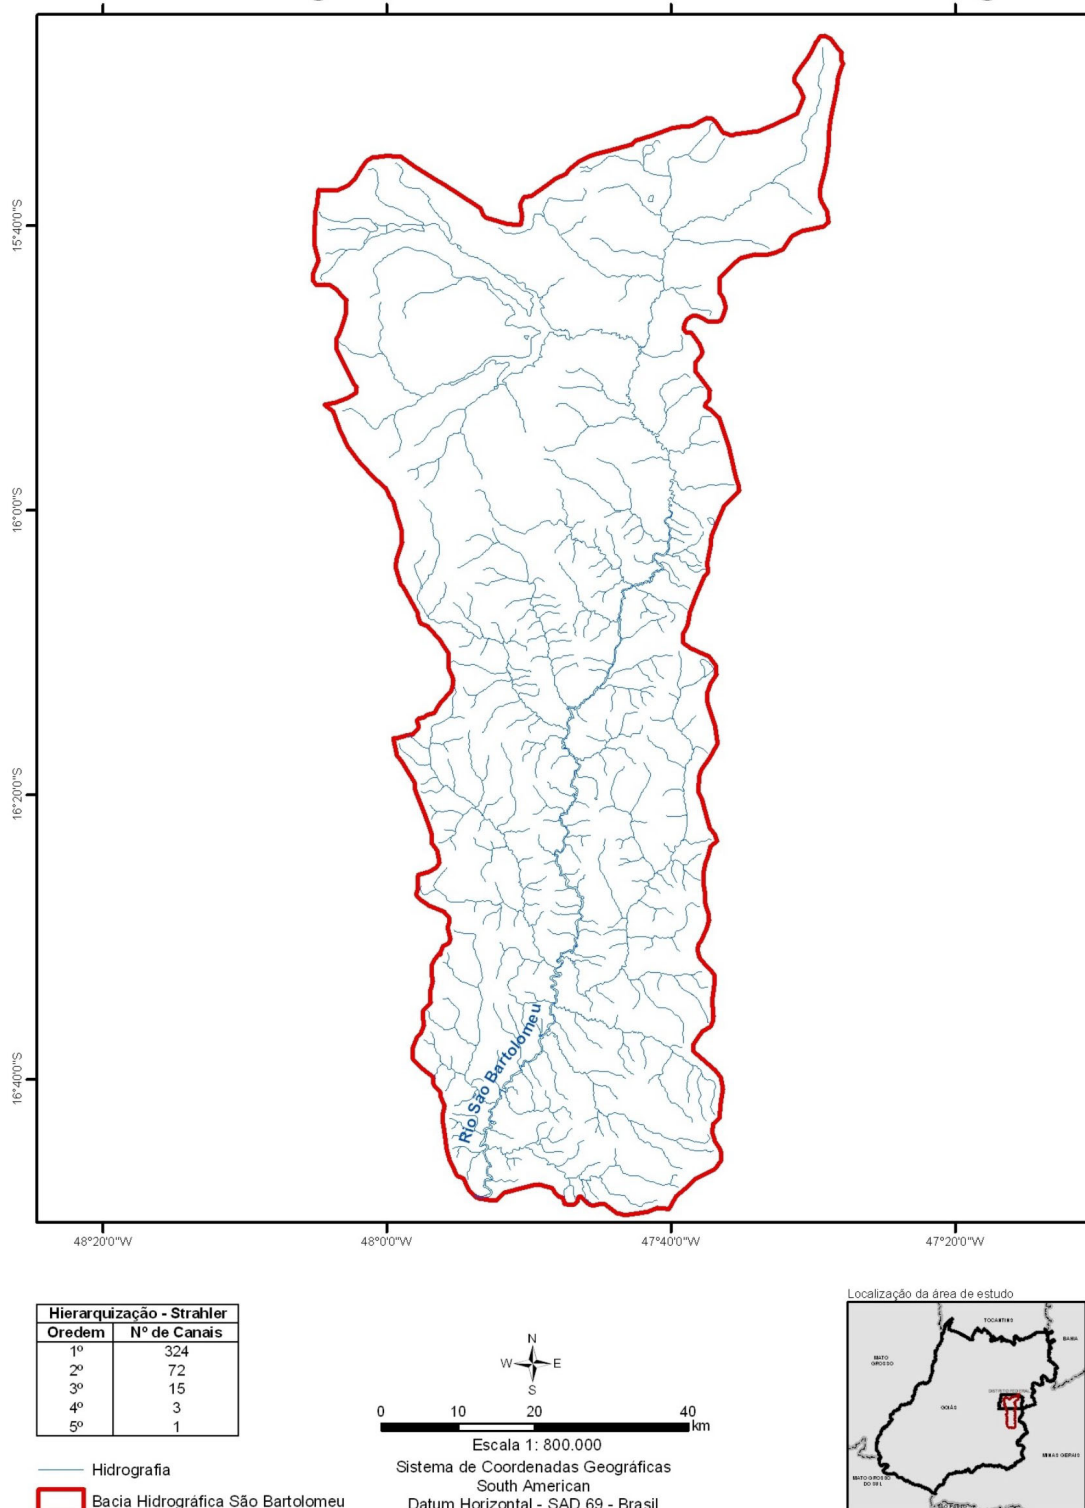 15°40'0"S
16°0'0"S
16°20'0"S
16°40'0"S
Rio São Bartolomeu
48°20'0"W
48°0'0"W
47°40'0"W
47°20'0"W
Hierarquização - Strahler
Oredem Nº de Canais
1º 324
2º 72
3º 15
4º 3
5º 1
Hidrografia
Bacia Hidrográfica São Bartolomeu
N
W E
S
0 10 20 40
km
Escala 1: 800.000
Sistema de Coordenadas Geográficas
South American
Datum Horizontal - SAD 69 - Brasil
Localização da área de estudo
TOCANTINS
BAHIA
MATO
GROSSO
DISTRITO FEDERAL
GOIÁS
MINAS GERAIS
MATO GROSSO
DO SUL